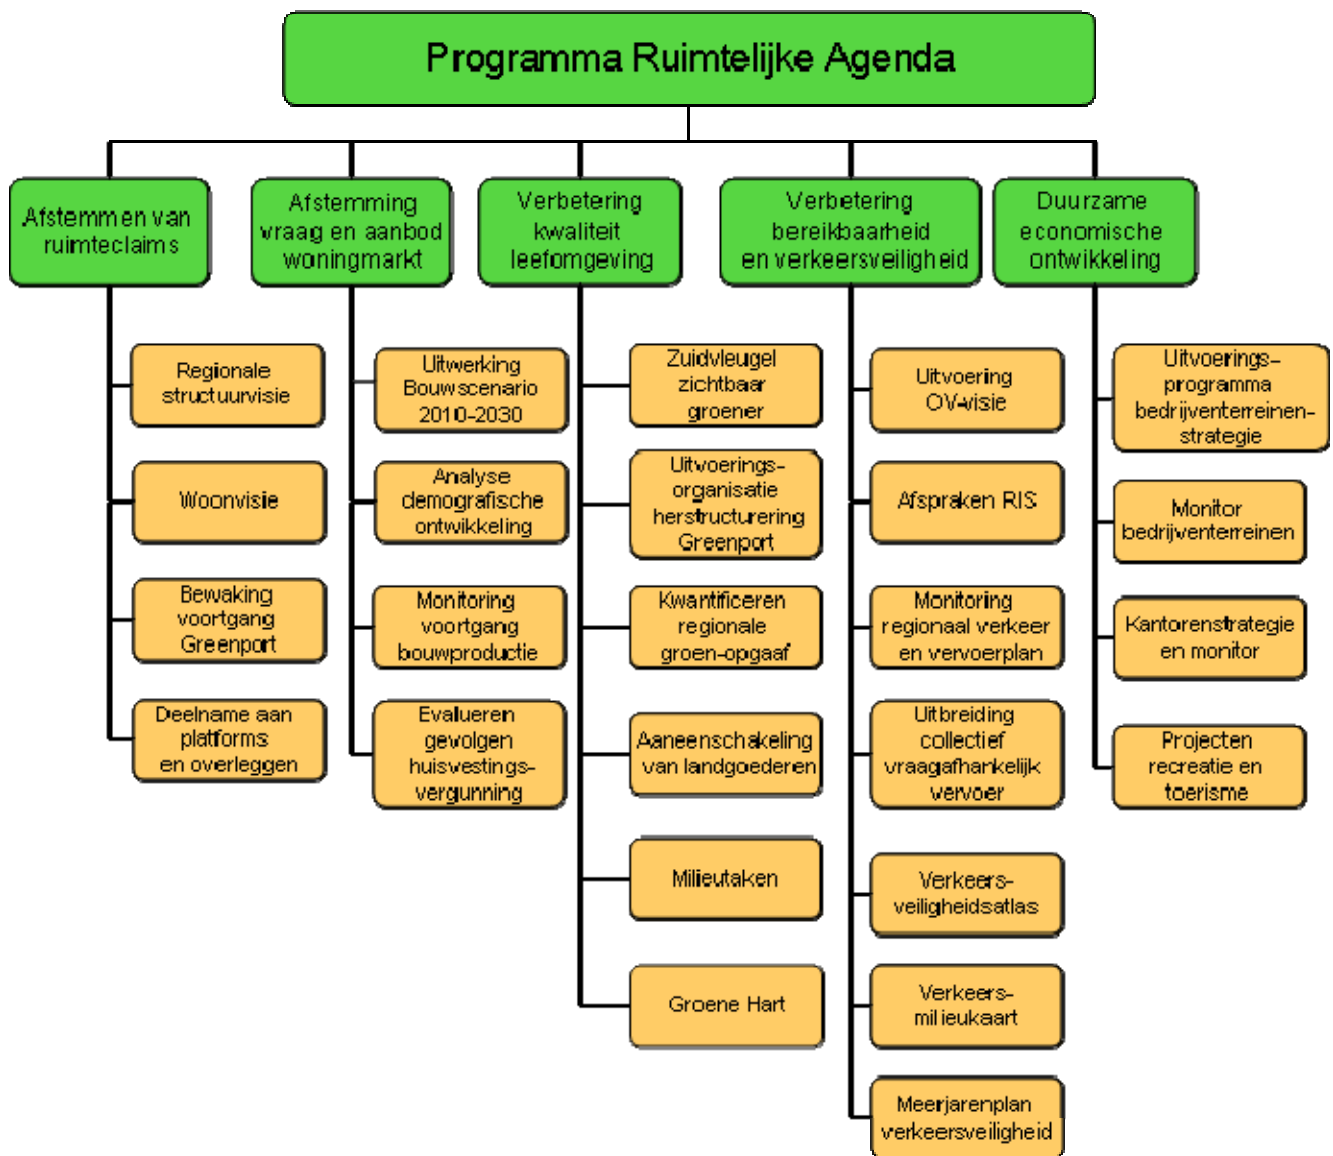 Programma Ruimtelijke Agenda
Afstemmen van
ruimteclaims
Regionale
structuurvisie
Woonvisie
Bewaking
voortgang
Greenport
Deelname aan
platforms
en overleggen
Afstemming
vraag en aanbod
woningmarkt
Uitwerking
Bouwscenario
2010-2030
Analyse
demografische
ontwikkeling
Monitoring
voortgang
bouwproductie
Evalueren
gevolgen
huisvestings-
vergunning
Verbetering
kwaliteit
leefomgeving
Zuidvleugel
zichtbaar
groener
Uitvoerings-
organisatie
herstructurering
Greenport
Kwantificeren
regionale
groen-opgaaf
Aaneenschakeling
van landgoederen
Milieutaken
Groene Hart
Verbetering
bereikbaarheid
en verkeersveiligheid
Uitvoering
OV-visie
Afspraken RIS
Monitoring
regionaal verkeer
en vervoerplan
Uitbreiding
collectief
vraagafhankelijk
vervoer
Verkeers-
veiligheidsatlas
Verkeers-
milieukaart
Meerjarenplan
verkeersveiligheid
Duurzame
economische
ontwikkeling
Uitvoerings-
programma
bedrijventerreinen-
strategie
Monitor
bedrijventerreinen
Kantorenstrategie
en monitor
Projecten
recreatie en
toerisme